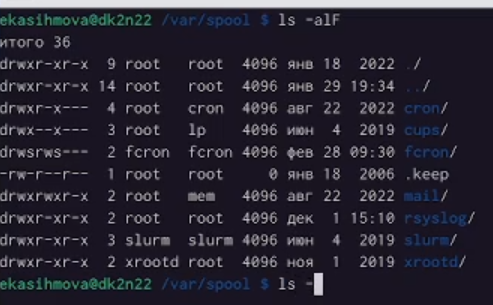 ekasihmova@dk2n22 /var/spool $ ls -alF
итого 36
drwxr-xr-x 9 root root 4096 янв 18 2022 ./
drwxr-xr-x 14 root root 4096 янв 29 19:34 ../
drwxr-x--- 4 root cron 4096 авг 22 2022 cron/
drwx--x--- 3 root lp 4096 июн 4 2019 cups/
drwsrws--- 2 fcron fcron 4096 фев 28 09:30 fcron/
-rw-r--r-- 1 root root 0 янв 18 2006 .keep
drwxrwxr-x 2 root mem 4096 авг 22 2022 mail/
drwxr-xr-x 2 root root 4096 дек 1 15:10 rsyslog/
drwxr-xr-x 3 slurm slurm 4096 июн 4 2019 slurm/
drwxr-xr-x 2 xrootd root 4096 ноя 1 2019 xrootd/
ekasihmova@dk2n22 /var/spool $ ls -